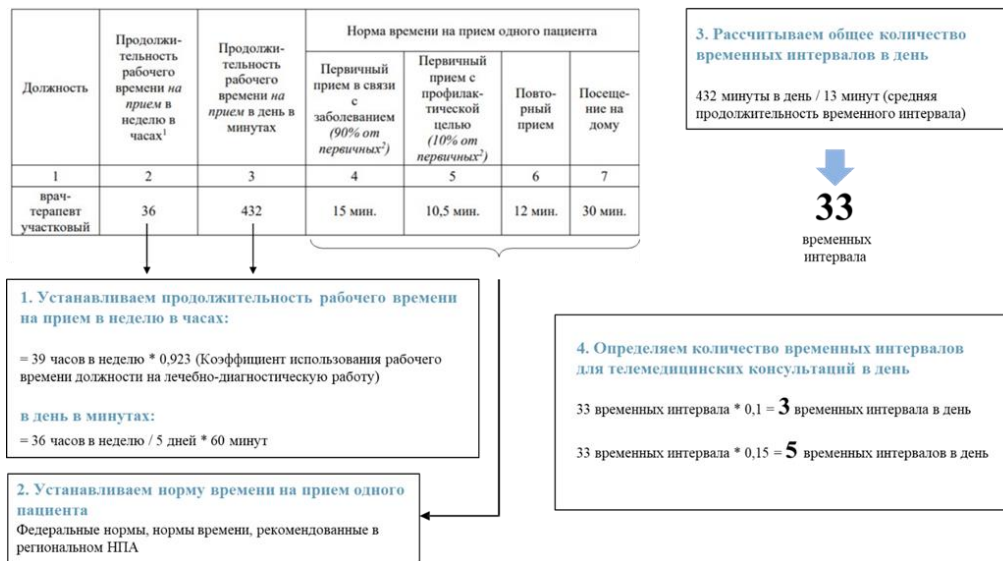 Должность
Продолжи-
тельность
рабочего
времени на
прием в
неделю в
часах¹
Продолжи-
тельность
рабочего
времени на
прием в день в
минутах
Норма времени на прием одного пациента
Первичный
прием в связи
с
заболеванием
(90% от
первичных²)
Первичный
прием с
профилак-
тической
целью
(10% от
первичных²)
Повто-
рный
прием
Посеще-
ние на
дому
1 2 3 4 5 6 7
врач-
терапевт
участковый
36 432 15 мин. 10,5 мин. 12 мин. 30 мин.
1. Устанавливаем продолжительность рабочего времени
на прием в неделю в часах:
= 39 часов в неделю * 0,923 (Коэффициент использования рабочего
времени должности на лечебно-диагностическую работу)
в день в минутах:
= 36 часов в неделю / 5 дней * 60 минут
2. Устанавливаем норму времени на прием одного
пациента
Федеральные нормы, нормы времени, рекомендованные в
региональном НПА
3. Рассчитываем общее количество
временных интервалов в день
432 минуты в день / 13 минут (средняя
продолжительность временного интервала)
33
временных
интервала
4. Определяем количество временных интервалов
для телемедицинских консультаций в день
33 временных интервала * 0,1 = 3 временных интервала в день
33 временных интервала * 0,15 = 5 временных интервалов в день